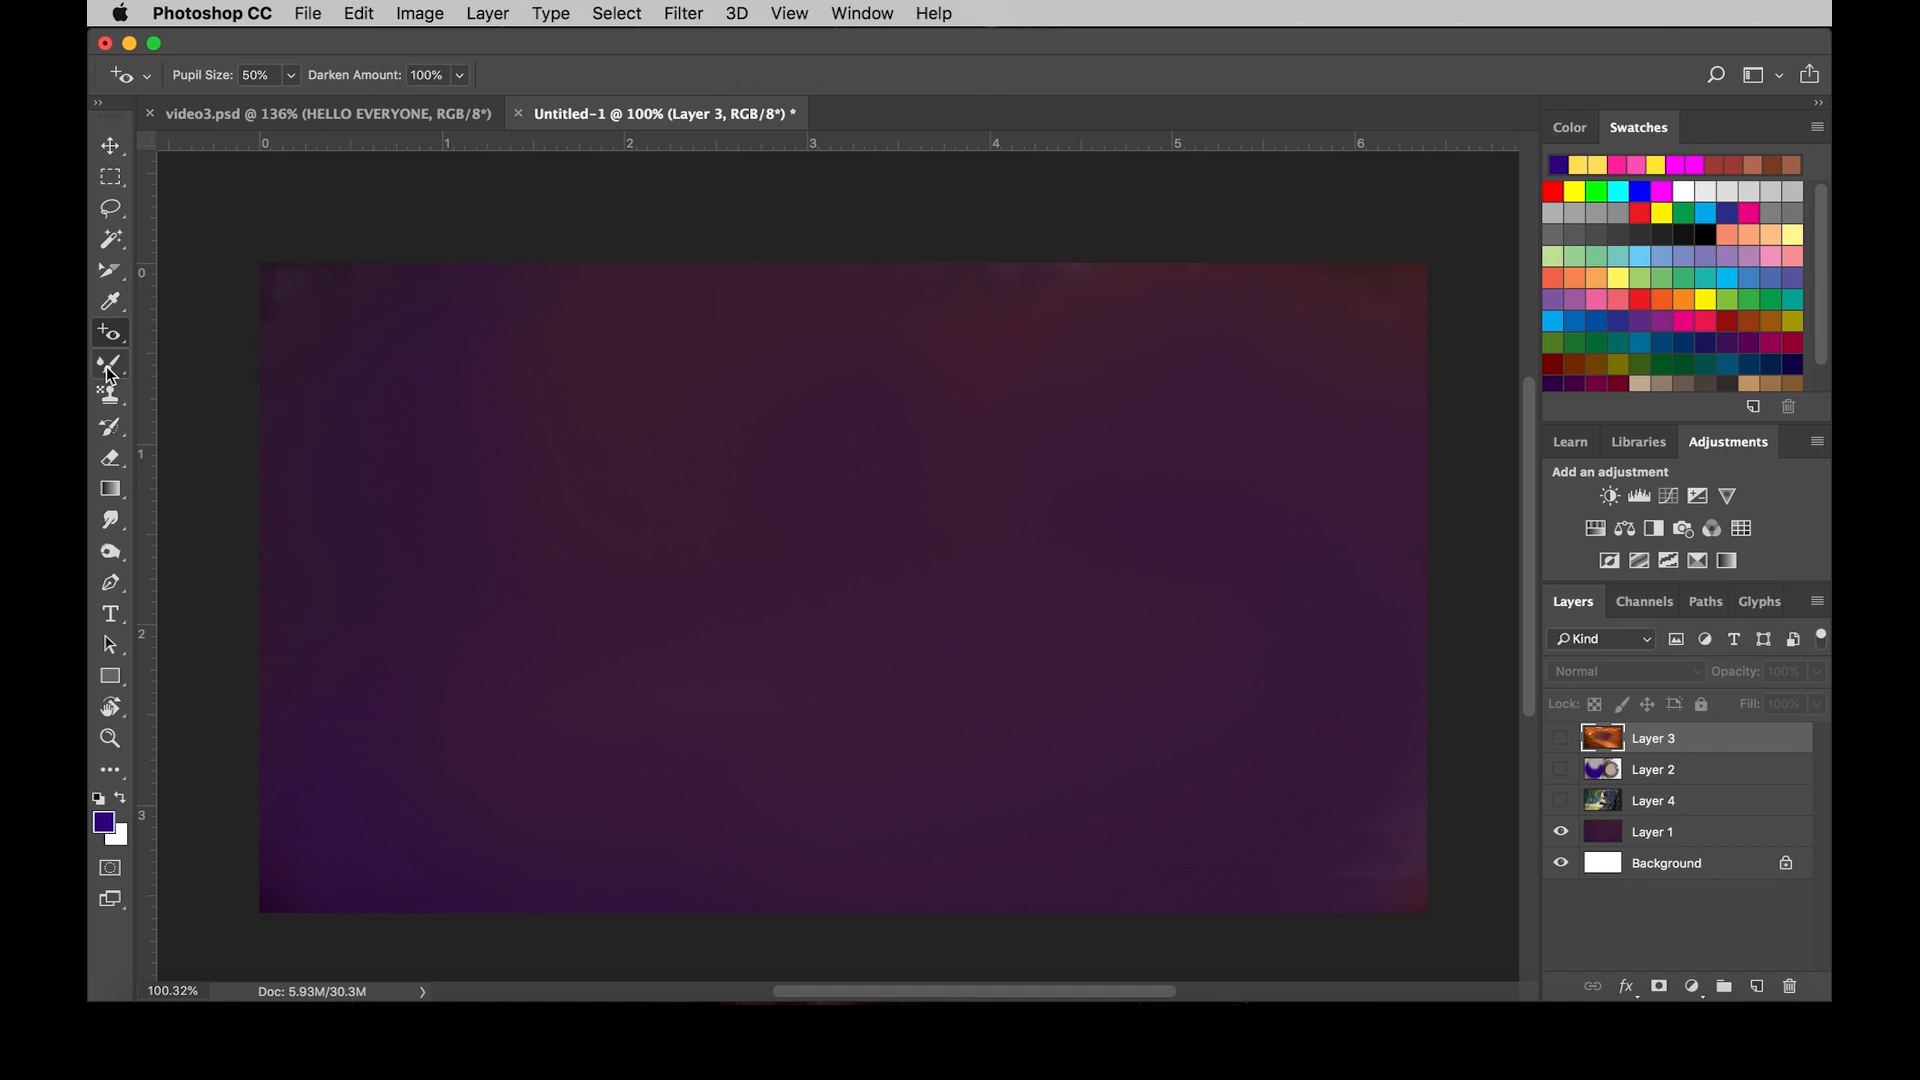 Photoshop CC File Edit Image Layer Type Select Filter 3D View Window Help
Pupil Size: 50% Darken Amount: 100%
video3.psd @ 136% (HELLO EVERYONE, RGB/8*) Untitled-1 @ 100% (Layer 3, RGB/8*) *
Color Swatches
0 1 2 3 4 5 6
0
1
2
3
Learn Libraries Adjustments
Add an adjustment
Layers Channels Paths Glyphs
Kind
Normal Opacity: 100%
Lock: Fill: 100%
Layer 3
Layer 2
Layer 4
Layer 1
Background
fx
100.32% Doc: 5.93M/30.3M